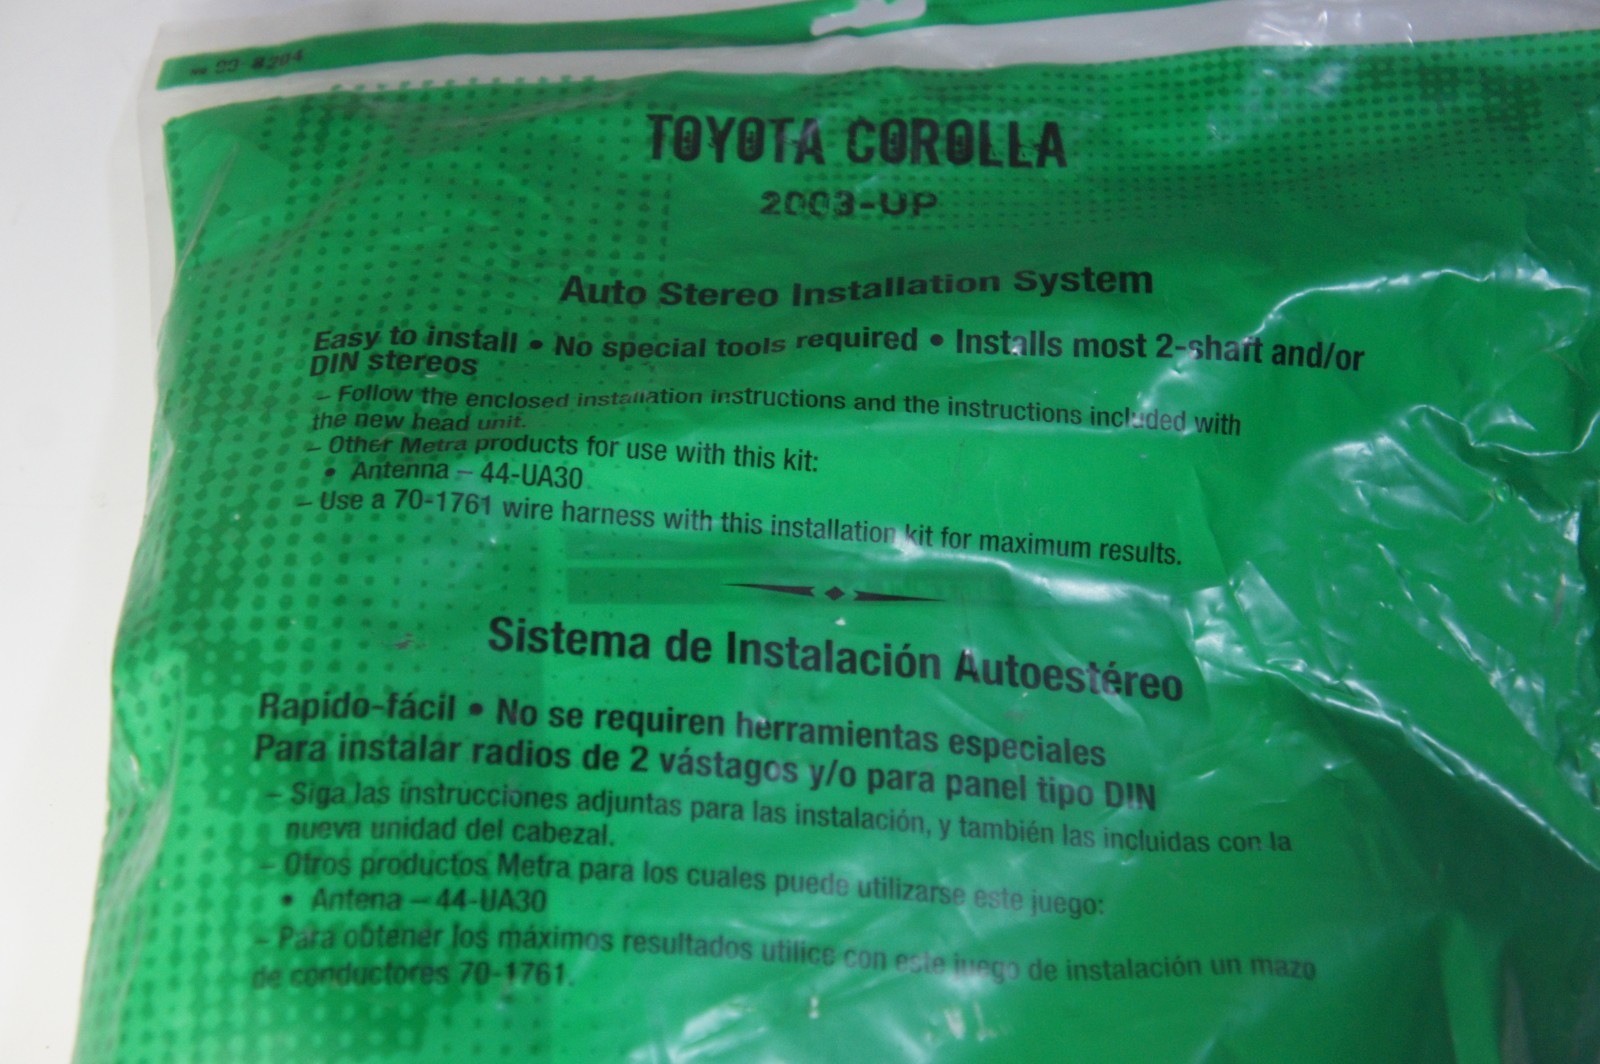 99-8204
TOYOTA COROLLA
2003-UP
Auto Stereo Installation System
Easy to install • No special tools required • Installs most 2-shaft and/or
DIN stereos
– Follow the enclosed installation instructions and the instructions included with
the new head unit.
– Other Metra products for use with this kit:
• Antenna – 44-UA30
– Use a 70-1761 wire harness with this installation kit for maximum results.
Sistema de Instalación Autoestéreo
Rapido-fácil • No se requiren herramientas especiales
Para instalar radios de 2 vástagos y/o para panel tipo DIN
– Siga las instrucciones adjuntas para las instalación, y también las incluidas con la
nueva unidad del cabezal.
– Otros productos Metra para los cuales puede utilizarse este juego:
• Antena – 44-UA30
– Para obtener los máximos resultados utilice con este juego de instalación un mazo
de conductores 70-1761.